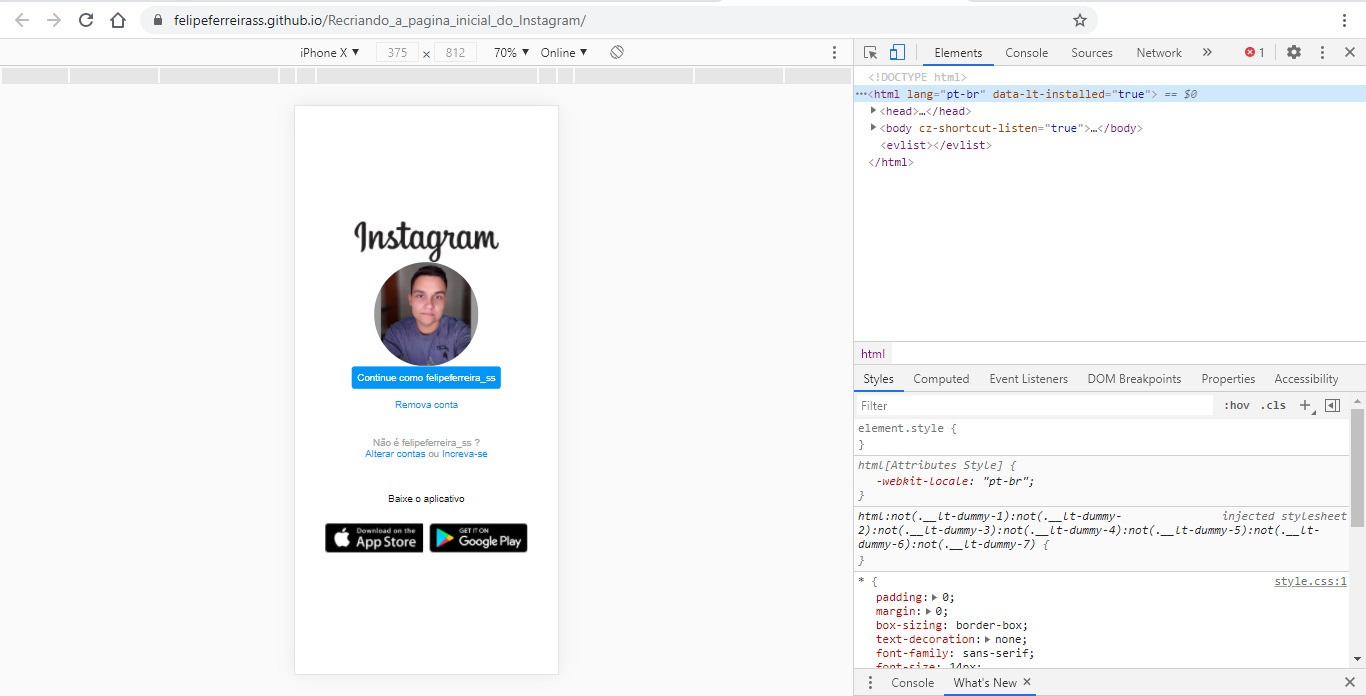 felipeferreirass.github.io/Recriando_a_pagina_inicial_do_Instagram/
iPhone X ▼ 375 × 812 70% ▼ Online ▼
Elements Console Sources Network » 1
<!DOCTYPE html>
…<html lang="pt-br" data-lt-installed="true"> == $0
<head>…</head>
<body cz-shortcut-listen="true">…</body>
<evlist></evlist>
</html>
Instagram
Continue como felipeferreira_ss
Remova conta
Não é felipeferreira_ss ?
Alterar contas ou Increva-se
Baixe o aplicativo
Download on the
App Store
GET IT ON
Google Play
html
Styles Computed Event Listeners DOM Breakpoints Properties Accessibility
Filter :hov .cls +
element.style {
}
html[Attributes Style] {
-webkit-locale: "pt-br";
}
html:not(.__lt-dummy-1):not(.__lt-dummy- injected stylesheet
2):not(.__lt-dummy-3):not(.__lt-dummy-4):not(.__lt-dummy-5):not(.__lt-
dummy-6):not(.__lt-dummy-7) {
}
* { style.css:1
padding: 0;
margin: 0;
box-sizing: border-box;
text-decoration: none;
font-family: sans-serif;
font-size: 14px;
Console What's New ×